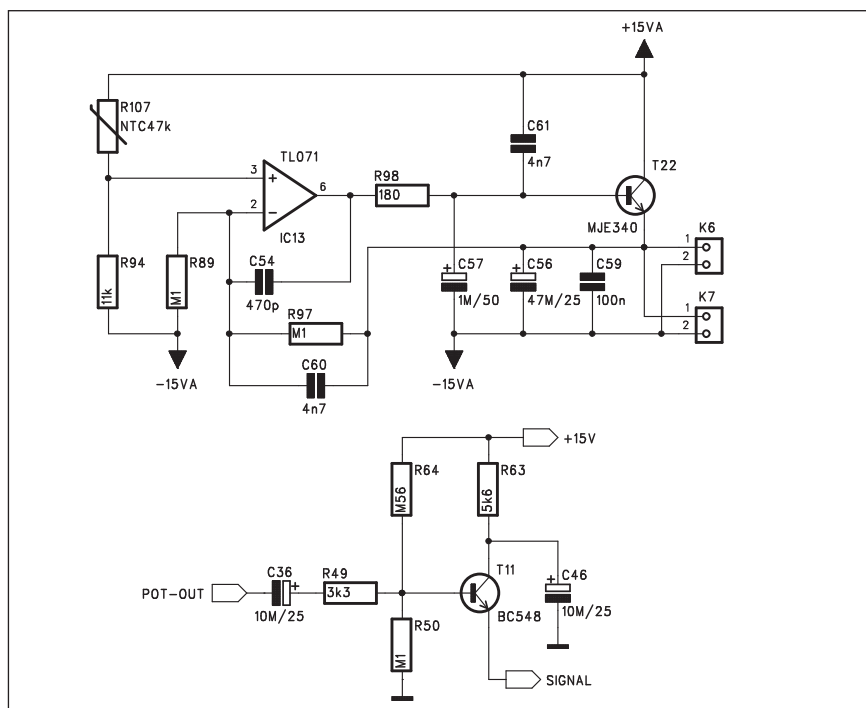 +15VA
R107
NTC47k
C61
4n7
TL071
3
+
6
2
−
IC13
R98
180
T22
MJE340
K6
1
2
R94
11k
R89
M1
C54
470p
R97
M1
C60
4n7
+
C57
1M/50
+
C56
47M/25
C59
100n
K7
1
2
-15VA
-15VA
+15V
R64
M56
R63
5k6
POT-OUT
C36
+
10M/25
R49
3k3
T11
BC548
+
C46
10M/25
R50
M1
SIGNAL